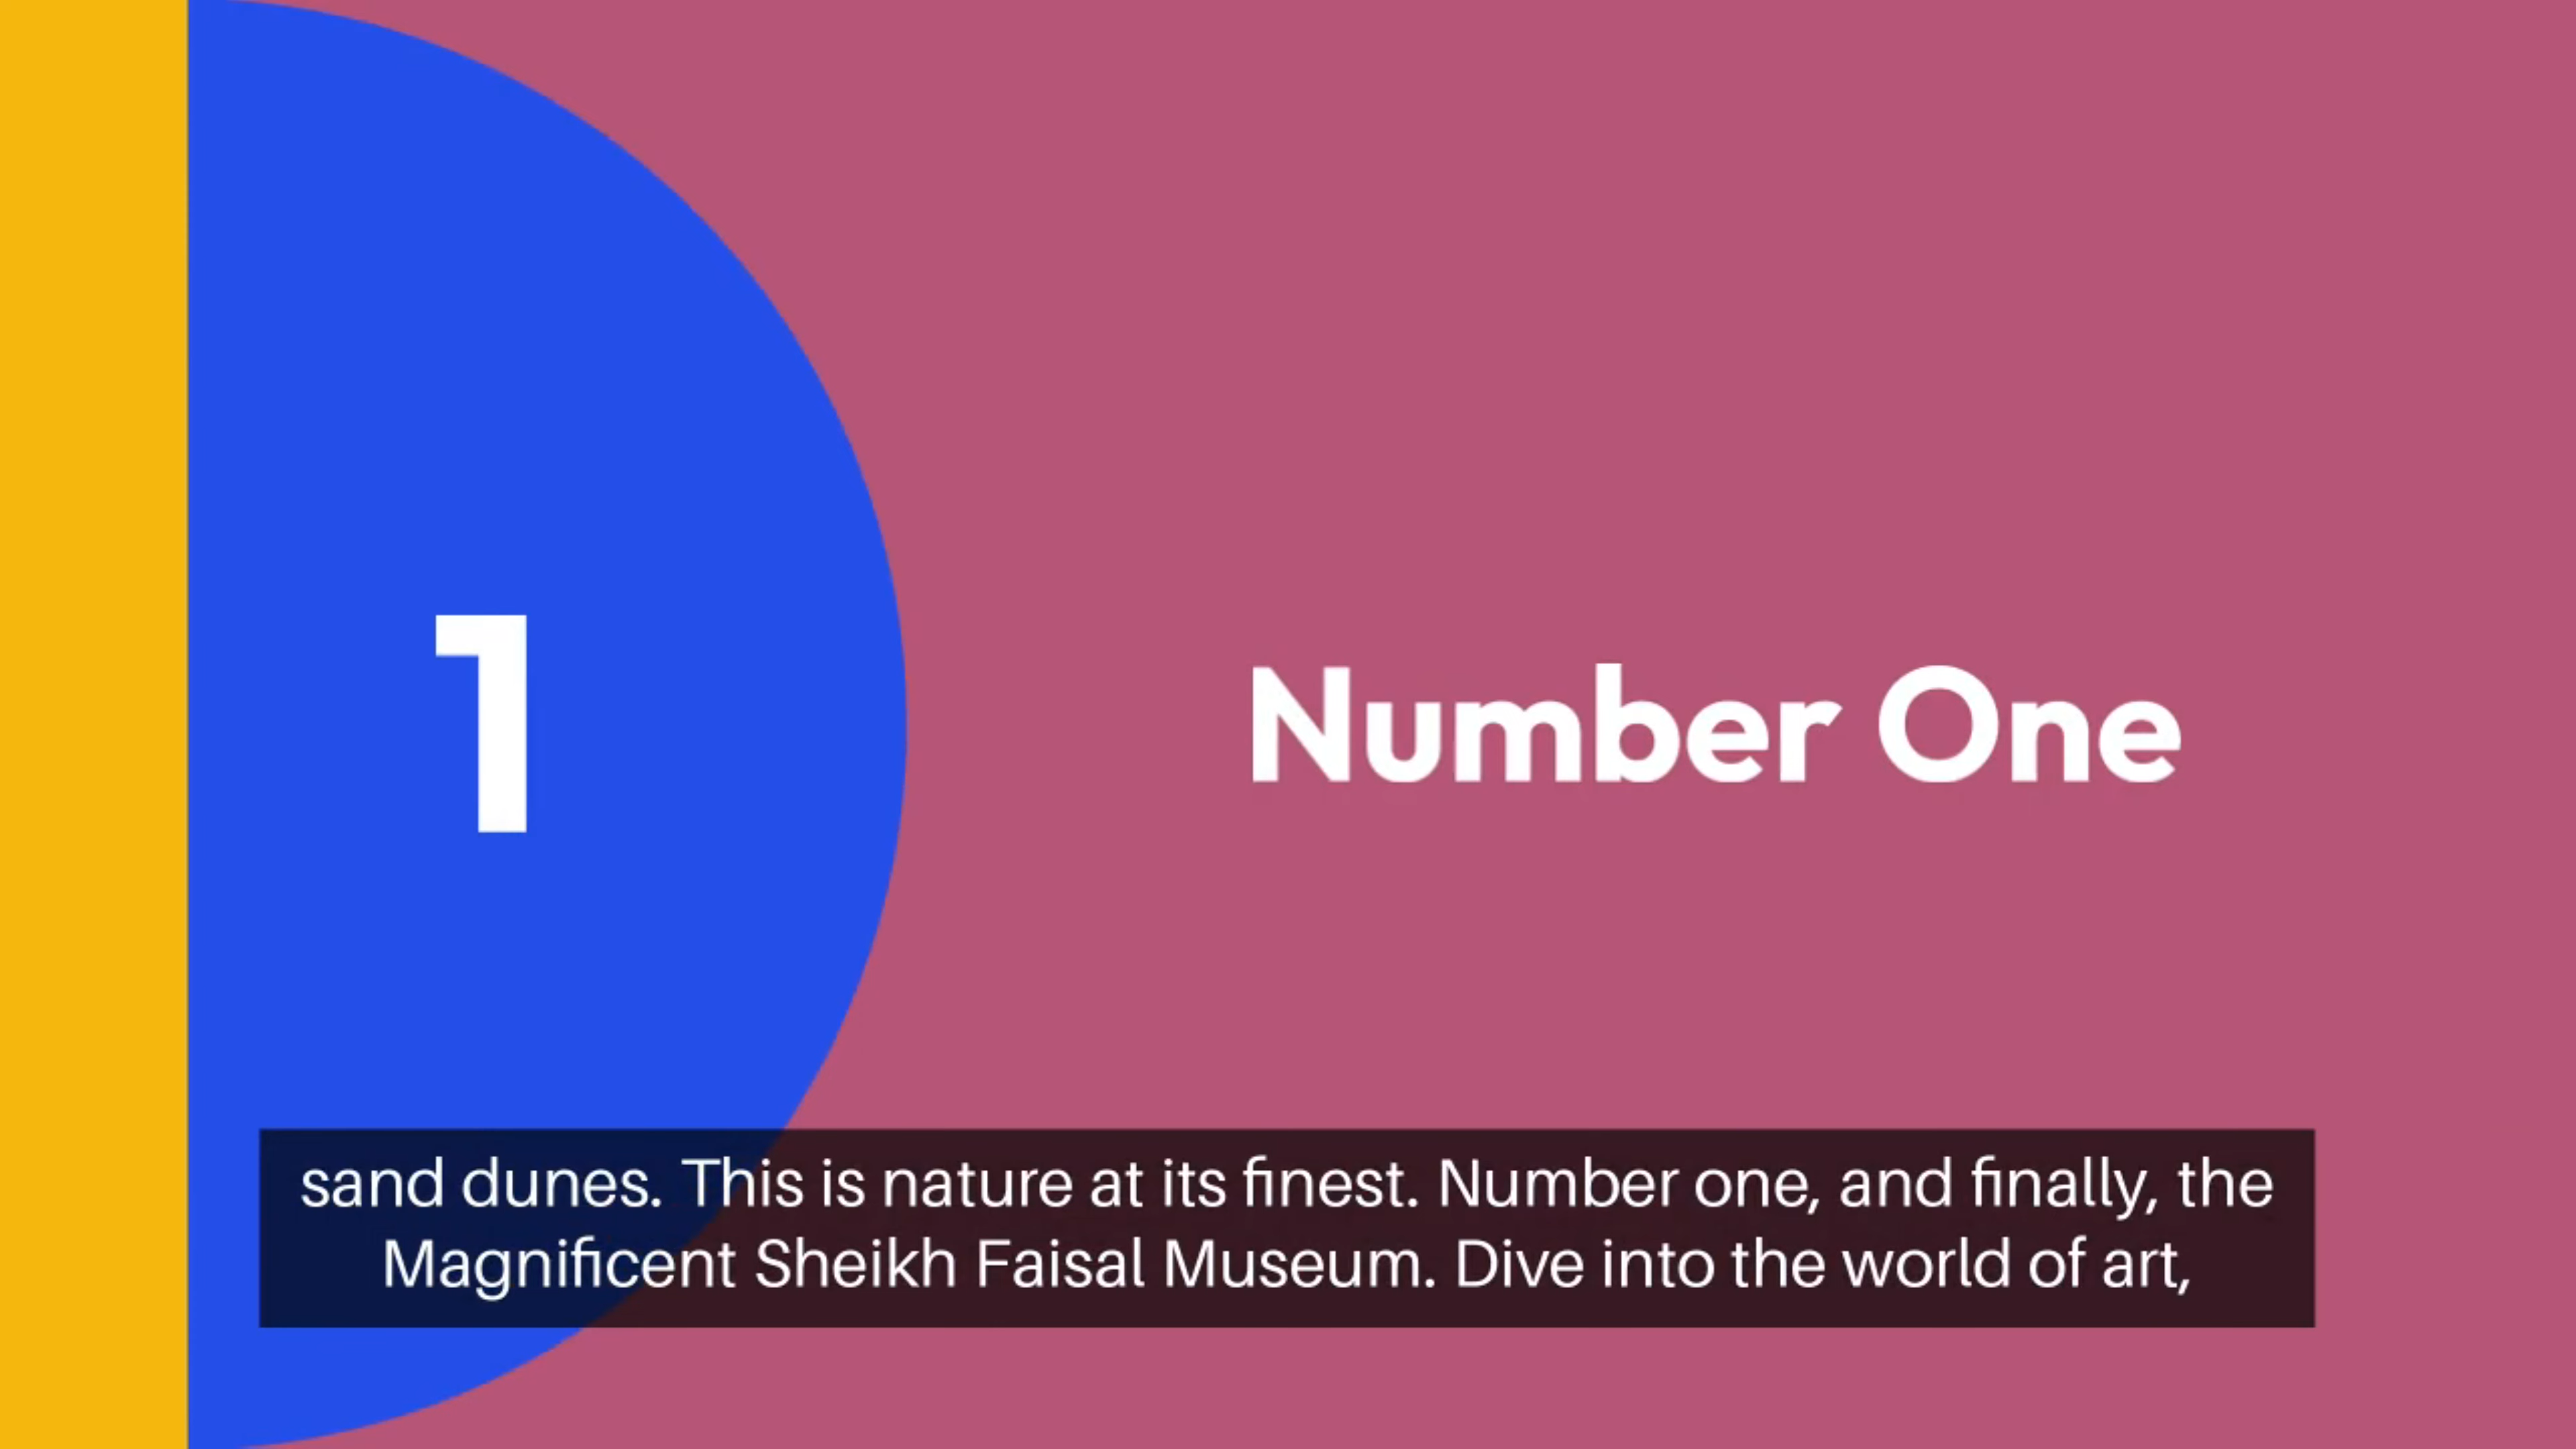 1
Number One
sand dunes. This is nature at its finest. Number one, and finally, the
Magnificent Sheikh Faisal Museum. Dive into the world of art,